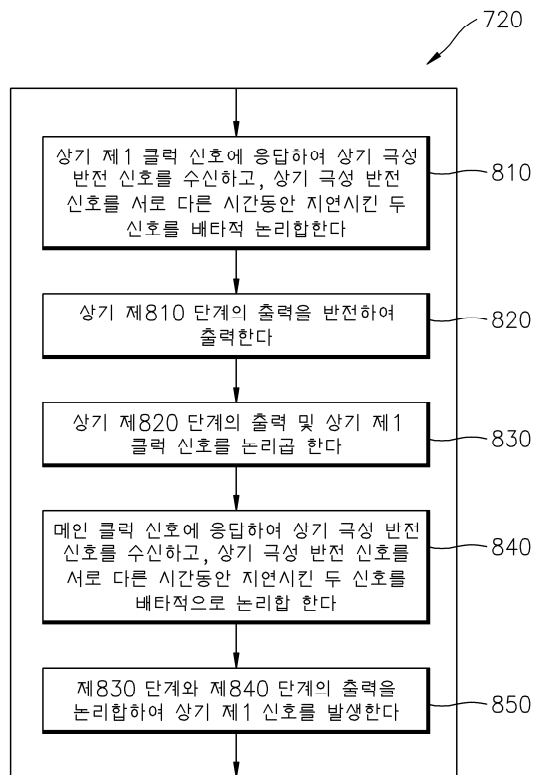 720
상기 제1 클럭 신호에 응답하여 상기 극성
반전 신호를 수신하고, 상기 극성 반전
신호를 서로 다른 시간동안 지연시킨 두
신호를 배타적 논리합한다
810
상기 제810 단계의 출력을 반전하여
출력한다
820
상기 제820 단계의 출력 및 상기 제1
클럭 신호를 논리곱 한다
830
메인 클럭 신호에 응답하여 상기 극성 반전
신호를 수신하고, 상기 극성 반전 신호를
서로 다른 시간동안 지연시킨 두 신호를
배타적으로 논리합 한다
840
제830 단계와 제840 단계의 출력을
논리합하여 상기 제1 신호를 발생한다
850